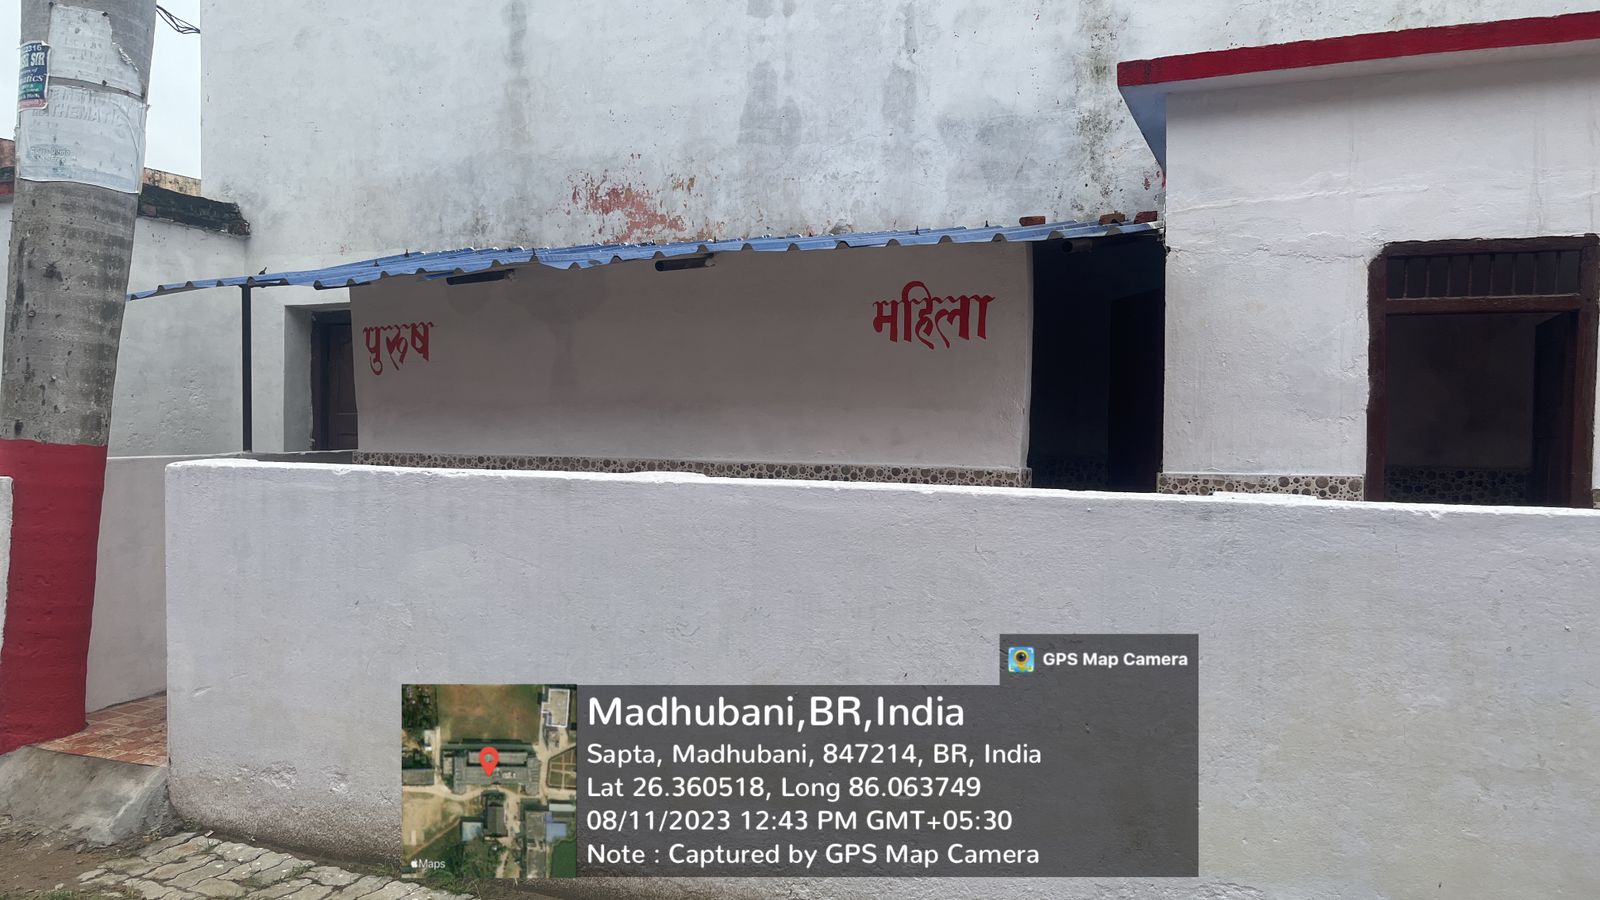 पुरूष
महिला
GPS Map Camera
Madhubani,BR,India
Sapta, Madhubani, 847214, BR, India
Lat 26.360518, Long 86.063749
08/11/2023 12:43 PM GMT+05:30
Note : Captured by GPS Map Camera
Maps